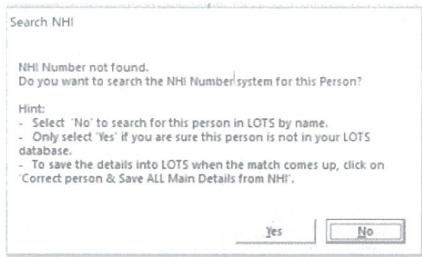 Search NHI
NHI Number not found.
Do you want to search the NHI Number system for this Person?
Hint:
- Select 'No' to search for this person in LOTS by name.
- Only select 'Yes' if you are sure this person is not in your LOTS
database.
- To save the details into LOTS when the match comes up, click on
'Correct person & Save ALL Main Details from NHI'.
Yes
No